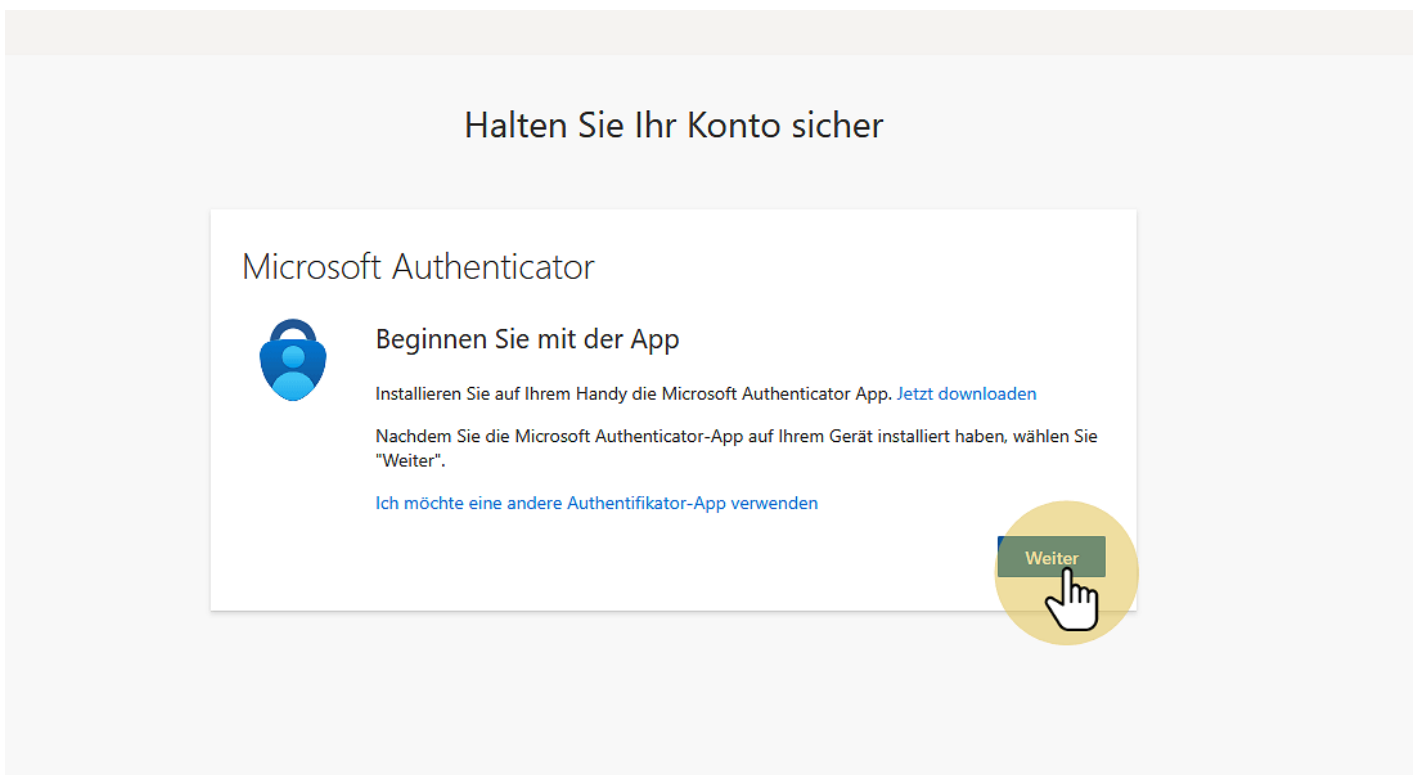 Halten Sie Ihr Konto sicher
Microsoft Authenticator
Beginnen Sie mit der App
Installieren Sie auf Ihrem Handy die Microsoft Authenticator App. Jetzt downloaden
Nachdem Sie die Microsoft Authenticator-App auf Ihrem Gerät installiert haben, wählen Sie
"Weiter".
Ich möchte eine andere Authentifikator-App verwenden
Weiter